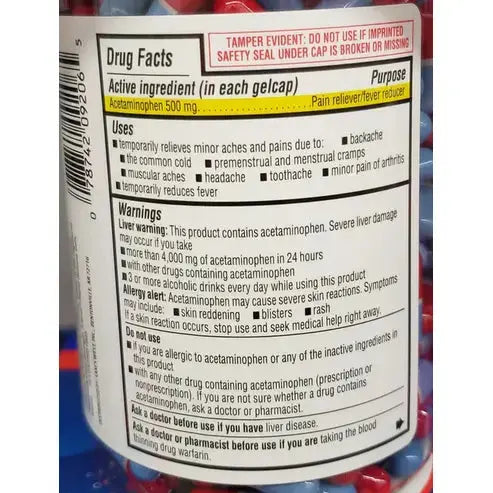 TAMPER EVIDENT: DO NOT USE IF IMPRINTED
SAFETY SEAL UNDER CAP IS BROKEN OR MISSING
Drug Facts
Active ingredient (in each gelcap) Purpose
Acetaminophen 500 mg.......................Pain reliever/fever reducer
Uses
■ temporarily relieves minor aches and pains due to: ■ backache
■ the common cold ■ premenstrual and menstrual cramps
■ muscular aches ■ headache ■ toothache ■ minor pain of arthritis
■ temporarily reduces fever
Warnings
Liver warning: This product contains acetaminophen. Severe liver damage
may occur if you take
■ more than 4,000 mg of acetaminophen in 24 hours
■ with other drugs containing acetaminophen
■ 3 or more alcoholic drinks every day while using this product
Allergy alert: Acetaminophen may cause severe skin reactions. Symptoms
may include: ■ skin reddening ■ blisters ■ rash
If a skin reaction occurs, stop use and seek medical help right away.
Do not use
■ if you are allergic to acetaminophen or any of the inactive ingredients in
this product
■ with any other drug containing acetaminophen (prescription or
nonprescription). If you are not sure whether a drug contains
acetaminophen, ask a doctor or pharmacist.
Ask a doctor before use if you have liver disease.
Ask a doctor or pharmacist before use if you are taking the blood
thinning drug warfarin.
0 78742 09206 5